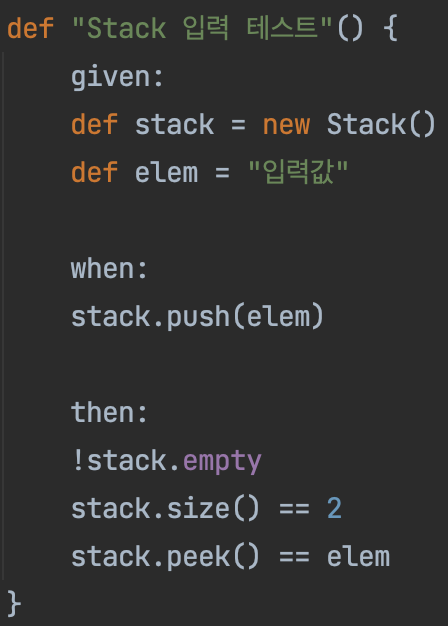 def "Stack 입력 테스트"() {
    given:
    def stack = new Stack()
    def elem = "입력값"

    when:
    stack.push(elem)

    then:
    !stack.empty
    stack.size() == 2
    stack.peek() == elem
}